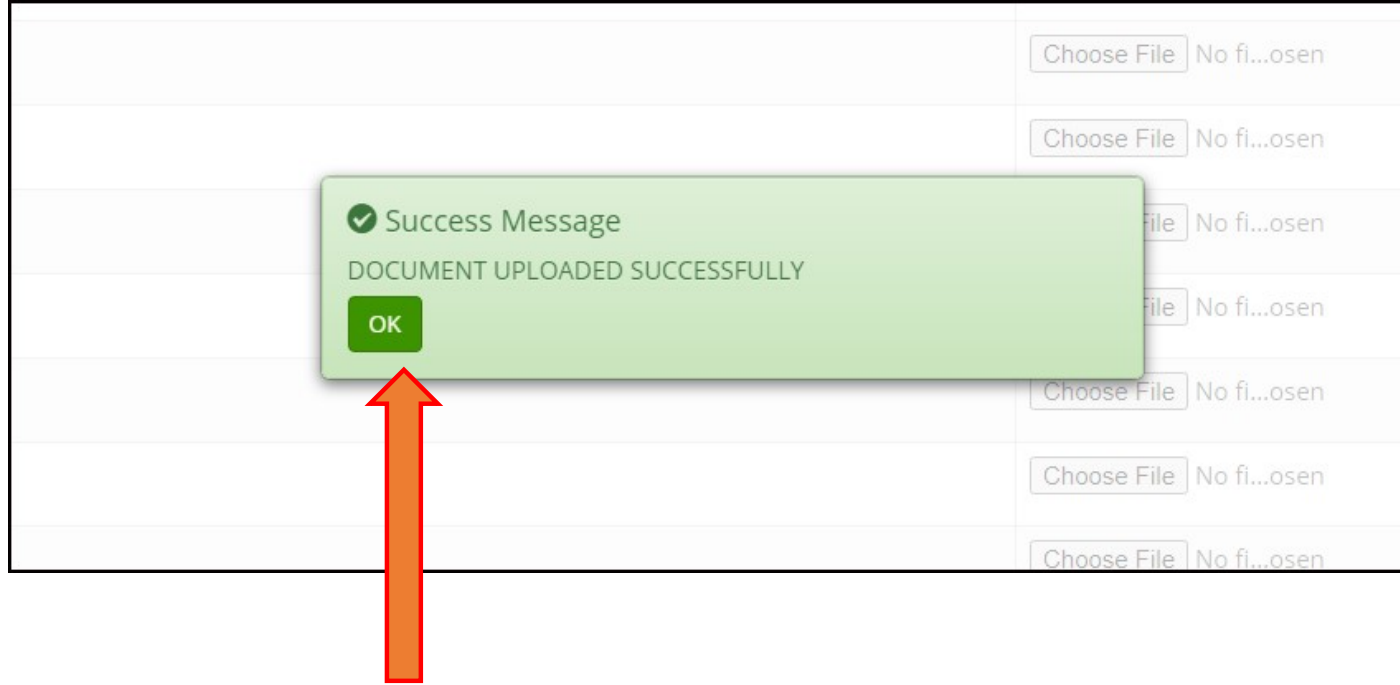 Choose File No fi...osen
Choose File No fi...osen
Success Message
File No fi...osen
DOCUMENT UPLOADED SUCCESSFULLY
OK
File No fi...osen
Choose File No fi...osen
Choose File No fi...osen
Choose File No fi...osen